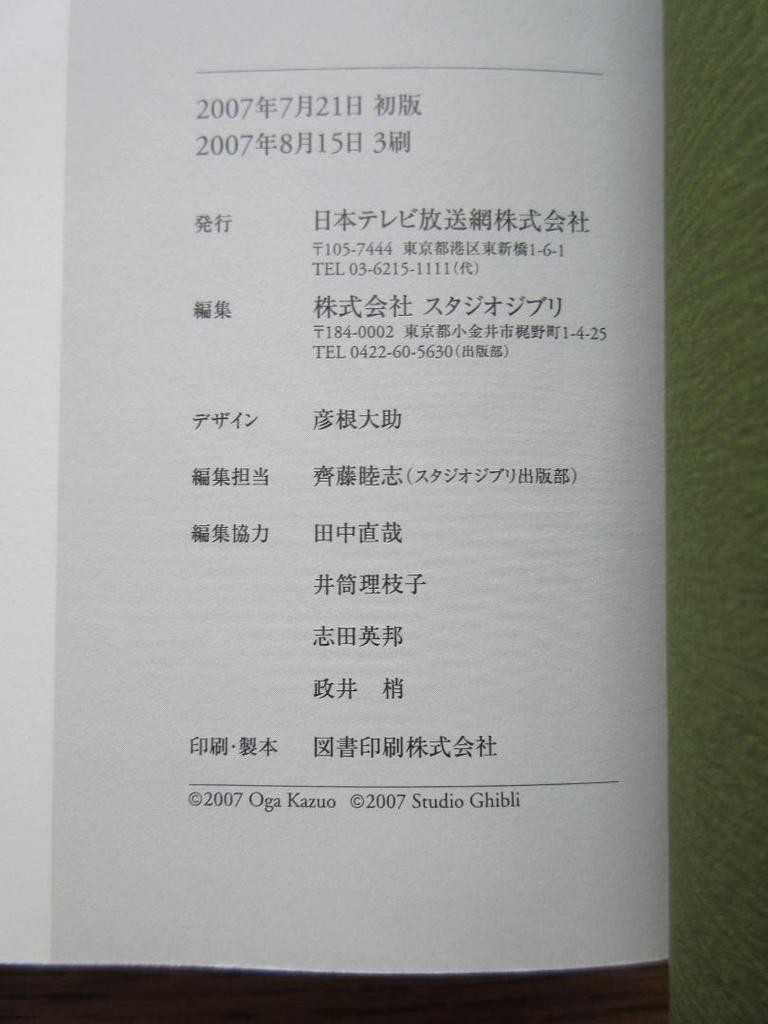 2007年7月21日 初版
2007年8月15日 3刷
発行 日本テレビ放送網株式会社
〒105-7444 東京都港区東新橋1-6-1
TEL 03-6215-1111(代)
編集 株式会社 スタジオジブリ
〒184-0002 東京都小金井市梶野町1-4-25
TEL 0422-60-5630(出版部)
デザイン 彦根大助
編集担当 齊藤睦志(スタジオジブリ出版部)
編集協力 田中直哉
井筒理枝子
志田英邦
政井　梢
印刷・製本 図書印刷株式会社
©2007 Oga Kazuo ©2007 Studio Ghibli